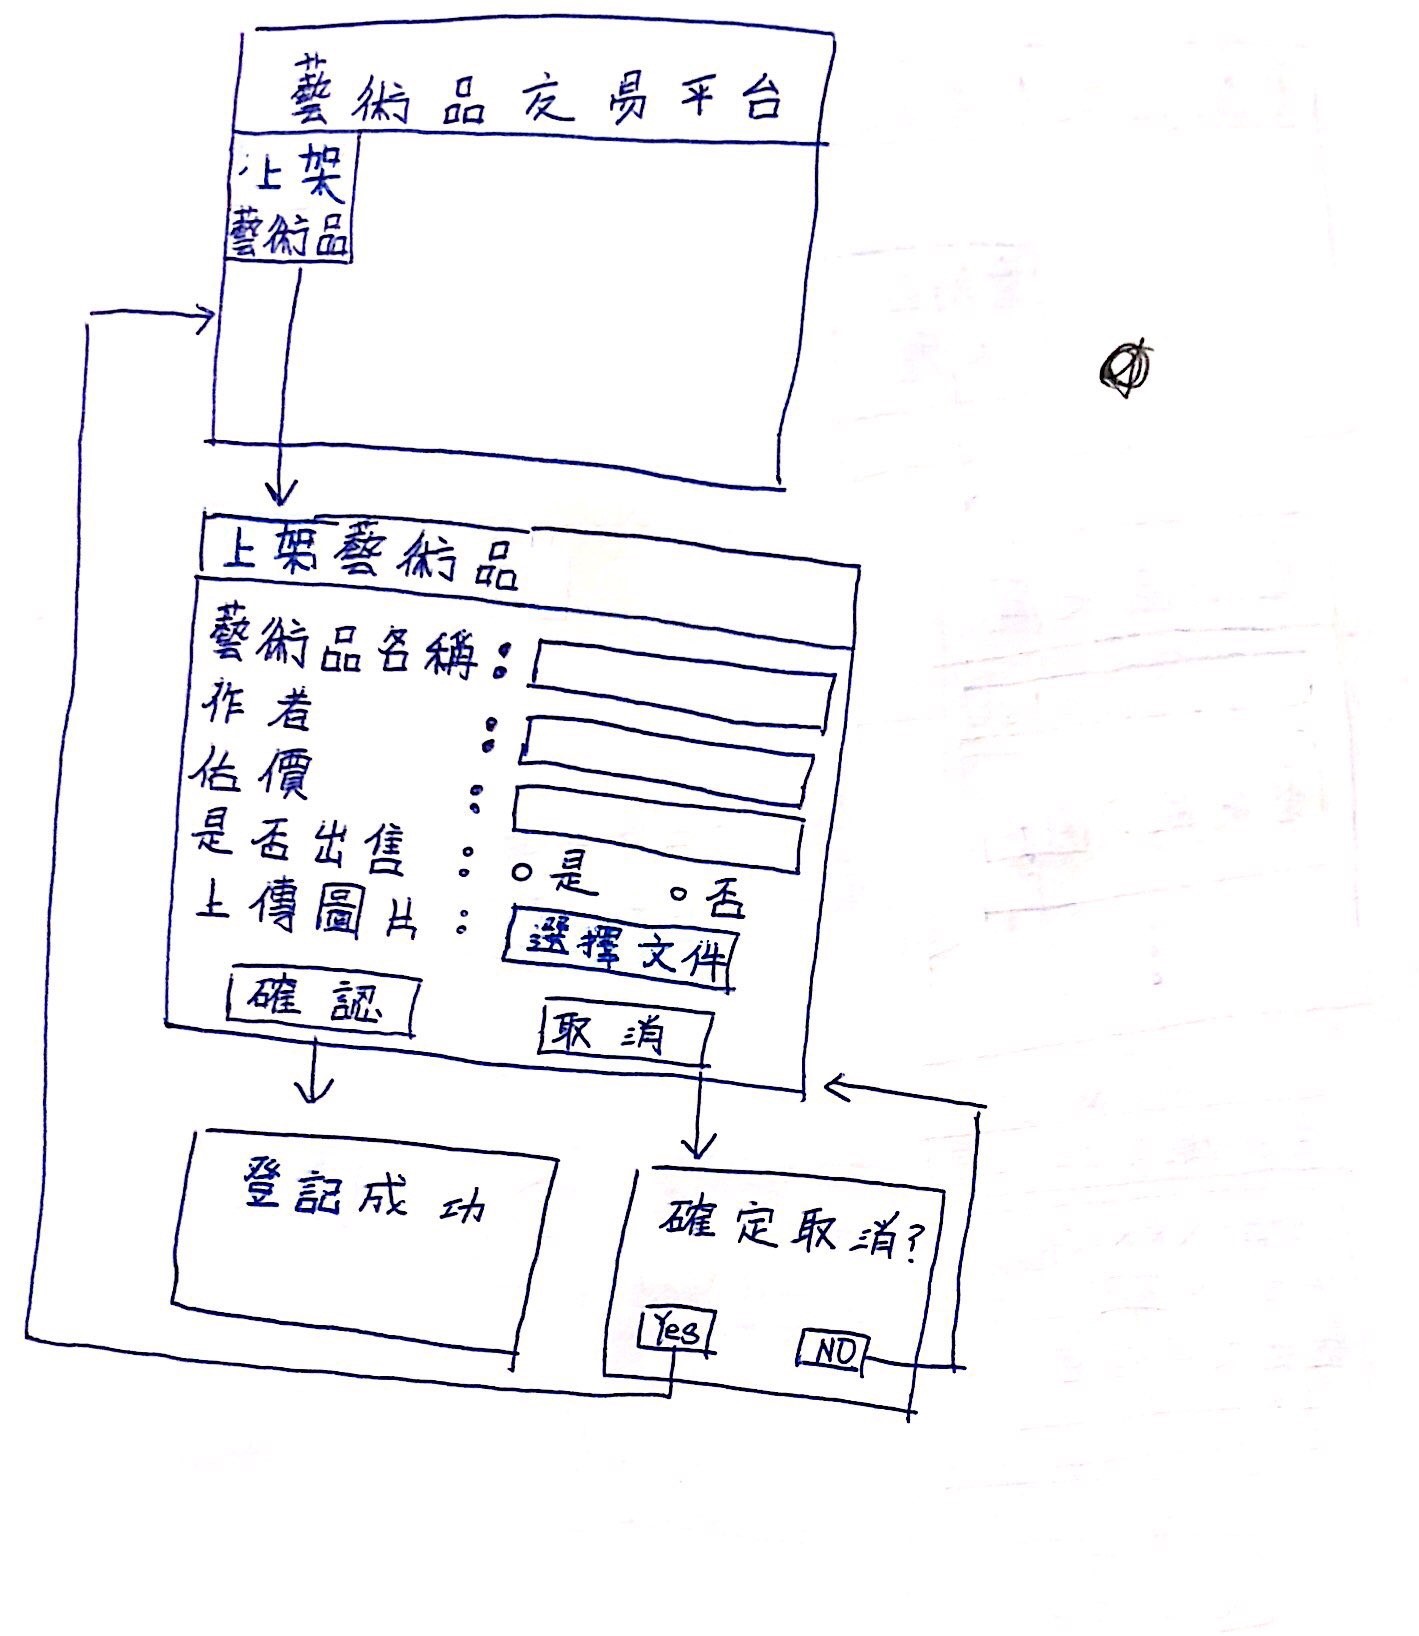 藝術品交易平台
上架
藝術品
上架藝術品
藝術品名稱：
作者：
估價：
是否出售：是 否
上傳圖片：選擇文件
確認 取消
登記成功
確定取消？
Yes NO